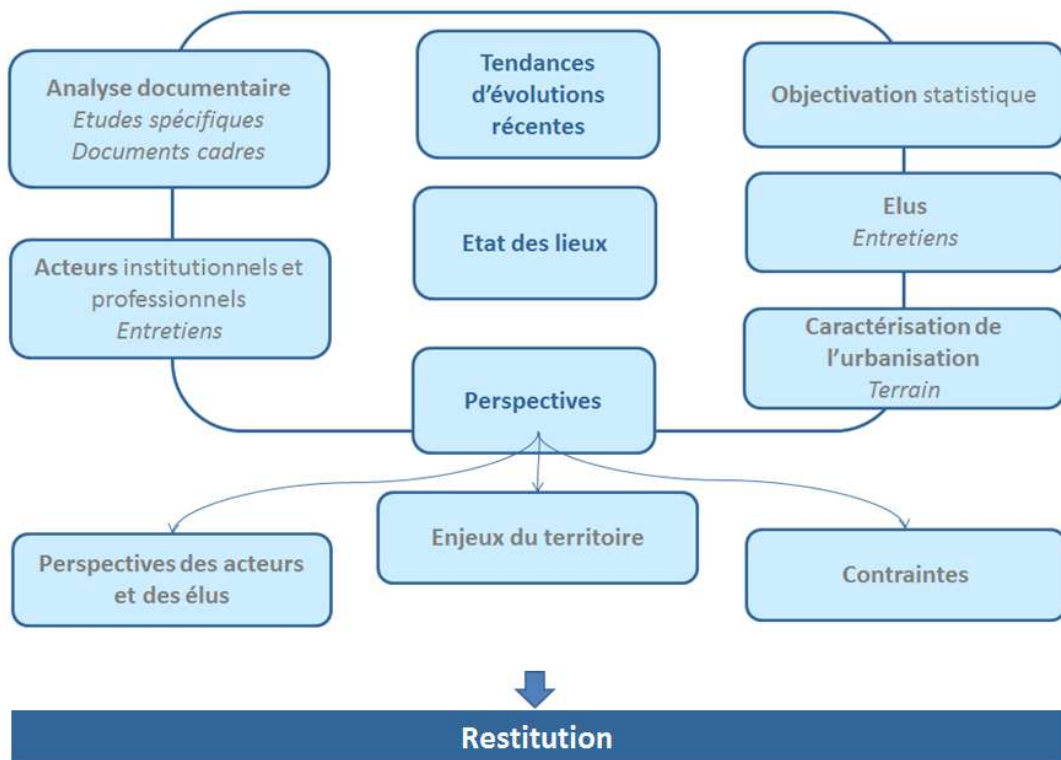 Analyse documentaire
Etudes spécifiques
Documents cadres
Tendances
d'évolutions
récentes
Objectivation statistique
Acteurs institutionnels et
professionnels
Entretiens
Etat des lieux
Elus
Entretiens
Caractérisation de
l'urbanisation
Terrain
Perspectives
Perspectives des acteurs
et des élus
Enjeux du territoire
Contraintes
Restitution